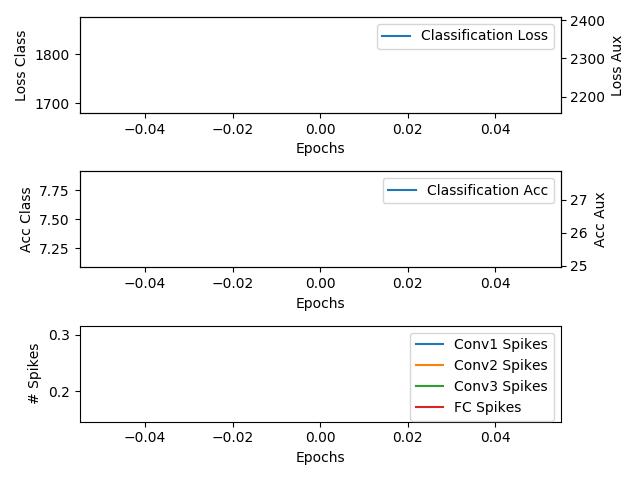 Loss Class
1800
1700
Classification Loss
2400
2300
2200
Loss Aux
−0.04 −0.02 0.00 0.02 0.04
Epochs
Acc Class
7.75
7.50
7.25
Classification Acc
27
26
25
Acc Aux
−0.04 −0.02 0.00 0.02 0.04
Epochs
# Spikes
0.3
0.2
Conv1 Spikes
Conv2 Spikes
Conv3 Spikes
FC Spikes
−0.04 −0.02 0.00 0.02 0.04
Epochs